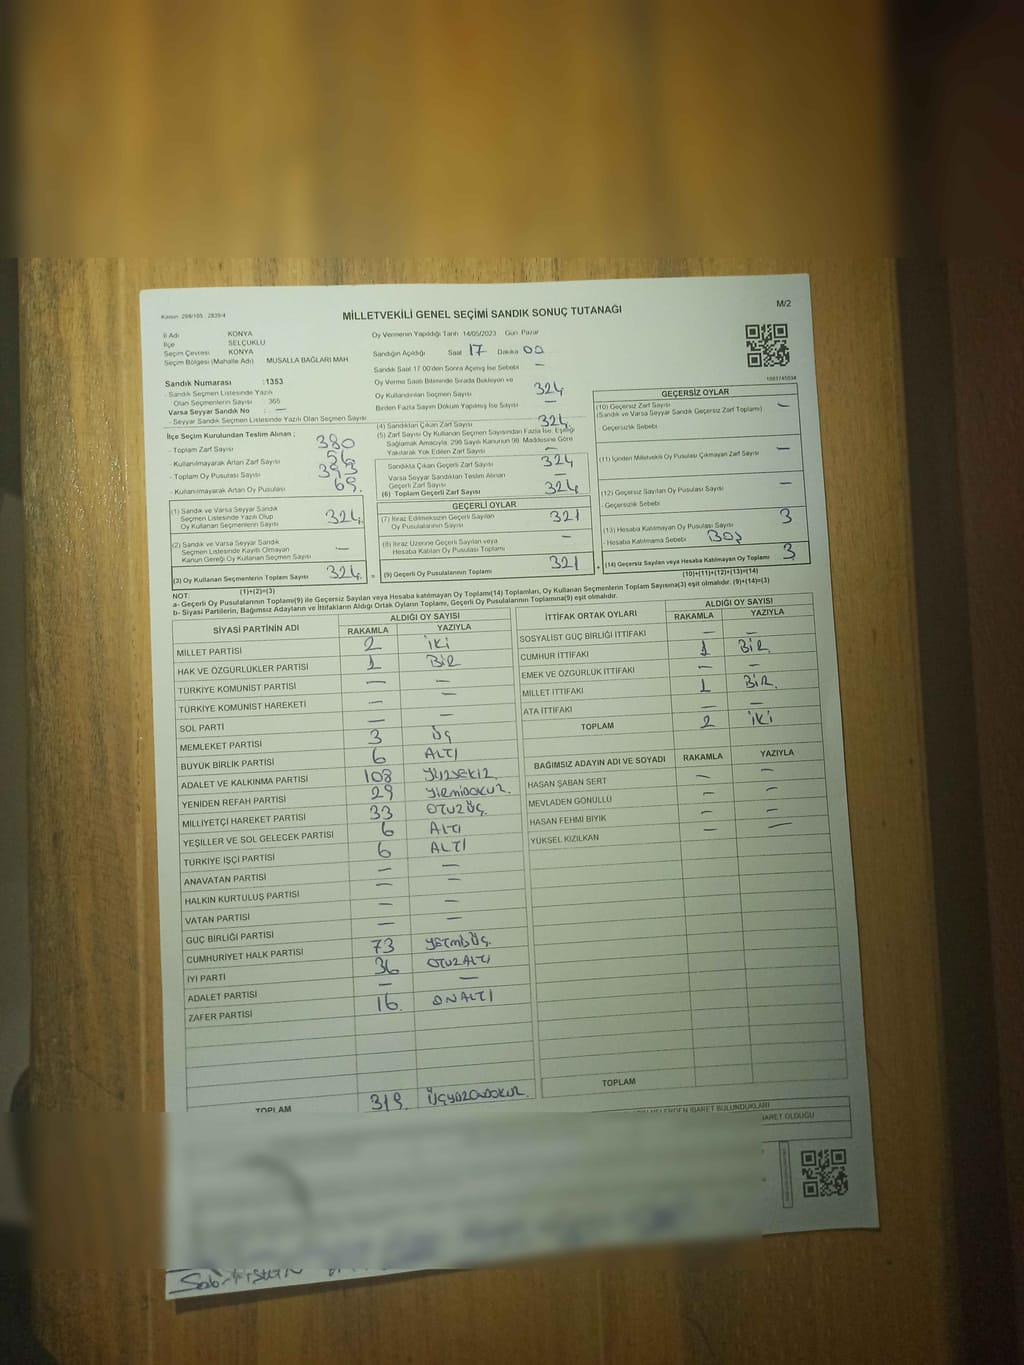 Kanun 298/105 : 2839/4
M/2
MİLLETVEKİLİ GENEL SEÇİMİ SANDIK SONUÇ TUTANAĞI
İl Adı KONYA
İlçe SELÇUKLU
Seçim Çevresi KONYA
Seçim Bölgesi (Mahalle Adı) MUSALLA BAĞLARI MAH
Sandık Numarası :1353
- Sandık Seçmen Listesinde Yazılı
Olan Seçmenlerin Sayısı : 365
Varsa Seyyar Sandık No : —
- Seyyar Sandık Seçmen Listesinde Yazılı Olan Seçmen Sayısı
Oy Vermenin Yapıldığı Tarih 14/05/2023 Gün Pazar
Sandığın Açıldığı Saat 17 Dakika 00
Sandık Saat 17.00'den Sonra Açılmış İse Sebebi —
Oy Verme Saati Bitiminde Sırada Bekleyen ve
Oy Kullandırılan Seçmen Sayısı 324
Birden Fazla Sayım Döküm Yapılmış İse Sayısı —
1083745034
İlçe Seçim Kurulundan Teslim Alınan ;
- Toplam Zarf Sayısı 380
- Kullanılmayarak Artan Zarf Sayısı 56
- Toplam Oy Pusulası Sayısı 393
- Kullanılmayarak Artan Oy Pusulası 69.
(1) Sandık ve Varsa Seyyar Sandık
Seçmen Listesinde Yazılı Olup
Oy Kullanan Seçmenlerin Sayısı 324
(2) Sandık ve Varsa Seyyar Sandık
Seçmen Listesinde Kayıtlı Olmayan
Kanun Gereği Oy Kullanan Seçmen Sayısı —
(3) Oy Kullanan Seçmenlerin Toplam Sayısı 324.
(1)+(2)=(3)
(4) Sandıktan Çıkan Zarf Sayısı 324.
(5) Zarf Sayısı Oy Kullanan Seçmen Sayısından Fazla İse, Eşitliği
Sağlamak Amacıyla, 298 Sayılı Kanunun 98. Maddesine Göre
Yakılarak Yok Edilen Zarf Sayısı —
Sandıkta Çıkan Geçerli Zarf Sayısı 324
Varsa Seyyar Sandıktan Teslim Alınan
Geçerli Zarf Sayısı —
(6) Toplam Geçerli Zarf Sayısı 324
GEÇERLİ OYLAR
(7) İtiraz Edilmeksizin Geçerli Sayılan
Oy Pusulalarının Sayısı 321
(8) İtiraz Üzerine Geçerli Sayılan veya
Hesaba Katılan Oy Pusulası Toplamı —
= (9) Geçerli Oy Pusulalarının Toplamı 321 +
GEÇERSİZ OYLAR
(10) Geçersiz Zarf Sayısı
(Sandık ve Varsa Seyyar Sandık Geçersiz Zarf Toplamı) —
- Geçersizlik Sebebi
(11) İçinden Milletvekili Oy Pusulası Çıkmayan Zarf Sayısı —
(12) Geçersiz Sayılan Oy Pusulası Sayısı —
- Geçersizlik Sebebi
(13) Hesaba Katılmayan Oy Pusulası Sayısı 3
- Hesaba Katılmama Sebebi Boş
(14) Geçersiz Sayılan veya Hesaba Katılmayan Oy Toplamı 3
(10)+(11)+(12)+(13)=(14)
NOT:
a- Geçerli Oy Pusulalarının Toplamı(9) ile Geçersiz Sayılan veya Hesaba katılmayan Oy Toplamı(14) Toplamları, Oy Kullanan Seçmenlerin Toplam Sayısına(3) eşit olmalıdır. (9)+(14)=(3)
b- Siyasi Partilerin, Bağımsız Adayların ve İttifakların Aldığı Ortak Oyların Toplamı, Geçerli Oy Pusulalarının Toplamına(9) eşit olmalıdır.
SİYASİ PARTİNİN ADI ALDIĞI OY SAYISI
RAKAMLA YAZIYLA
MİLLET PARTİSİ 2 İKİ
HAK VE ÖZGÜRLÜKLER PARTİSİ 1 BİR
TÜRKİYE KOMÜNİST PARTİSİ — —
TÜRKİYE KOMÜNİST HAREKETİ — —
SOL PARTİ — —
MEMLEKET PARTİSİ 3 ÜÇ
BÜYÜK BİRLİK PARTİSİ 6 ALTI
ADALET VE KALKINMA PARTİSİ 108 YÜZSEKİZ
YENİDEN REFAH PARTİSİ 29 YİRMİDOKUZ.
MİLLİYETÇİ HAREKET PARTİSİ 33 OTUZÜÇ.
YEŞİLLER VE SOL GELECEK PARTİSİ 6 ALTI
TÜRKİYE İŞÇİ PARTİSİ 6 ALTI
ANAVATAN PARTİSİ — —
HALKIN KURTULUŞ PARTİSİ — —
VATAN PARTİSİ — —
GÜÇ BİRLİĞİ PARTİSİ — —
CUMHURİYET HALK PARTİSİ 73 YETMİŞÜÇ.
İYİ PARTİ 36 OTUZALTI
ADALET PARTİSİ — —
ZAFER PARTİSİ 16. ONALTI
TOPLAM 319. ÜÇYÜZONDOKUZ.
İTTİFAK ORTAK OYLARI ALDIĞI OY SAYISI
RAKAMLA YAZIYLA
SOSYALİST GÜÇ BİRLİĞİ İTTİFAKI — —
CUMHUR İTTİFAKI 1 BİR.
EMEK VE ÖZGÜRLÜK İTTİFAKI — —
MİLLET İTTİFAKI 1 BİR.
ATA İTTİFAKI — —
TOPLAM 2 İKİ
BAĞIMSIZ ADAYIN ADI VE SOYADI RAKAMLA YAZIYLA
HASAN ŞABAN SERT — —
MEVLADEN GÖNÜLLÜ — —
HASAN FEHMİ BIYIK — —
YÜKSEL KIZILKAN — —
TOPLAM
İBARET BULUNDUKLARI
İBARET OLDUĞU